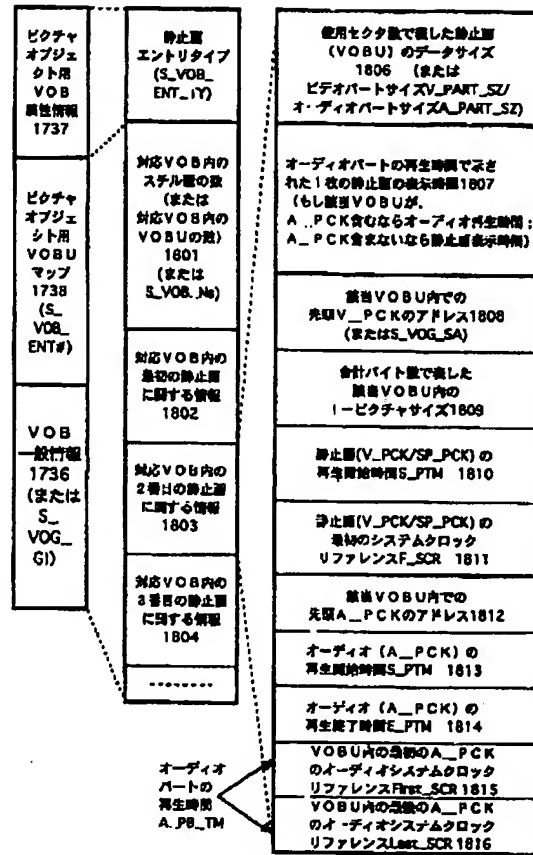 ピクチャ
オブジェ
クト用
VOB
属性情報
1737
ピクチャ
オブジェ
クト用
VOBU
マップ
1738
(S_
VOB_
ENT#)
VOB
一般情報
1736
(または
S_
VOG_
GI)
静止画
エントリタイプ
(S_VOB_
ENT_TY)
対応VOB内の
スチル画の数
(または
対応VOB内の
VOBUの数)
1801
(または
S_VOB_Ns)
対応VOB内の
最初の静止画
に関する情報
1802
対応VOB内の
2番目の静止画
に関する情報
1803
対応VOB内の
3番目の静止画
に関する情報
1804
………
使用セクタ数で表した静止画
(VOBU)のデータサイズ
1806 (または
ビデオパートサイズV_PART_SZ/
オーディオパートサイズA_PART_SZ)
オーディオパートの再生時間で示さ
れた1枚の静止画の表示時間1807
(もし該当VOBUが、
A_PCK含むならオーディオ再生時間;
A_PCK含まないなら静止画表示時間)
該当VOBU内での
先頭V_PCKのアドレス1808
(またはS_VOG_SA)
合計バイト数で表した
該当VOBU内の
I-ピクチャサイズ1809
静止画(V_PCK/SP_PCK)の
再生開始時間S_PTM 1810
静止画(V_PCK/SP_PCK)の
最初のシステムクロック
リファレンスF_SCR 1811
該当VOBU内での
先頭A_PCKのアドレス1812
オーディオ(A_PCK)の
再生開始時間S_PTM 1813
オーディオ(A_PCK)の
再生終了時間E_PTM 1814
VOBU内の最初のA_PCK
のオーディオシステムクロック
リファレンスFirst_SCR 1815
VOBU内の最後のA_PCK
のオーディオシステムクロック
リファレンスLast_SCR 1816
オーディオ
パートの
再生時間
A_PB_TM